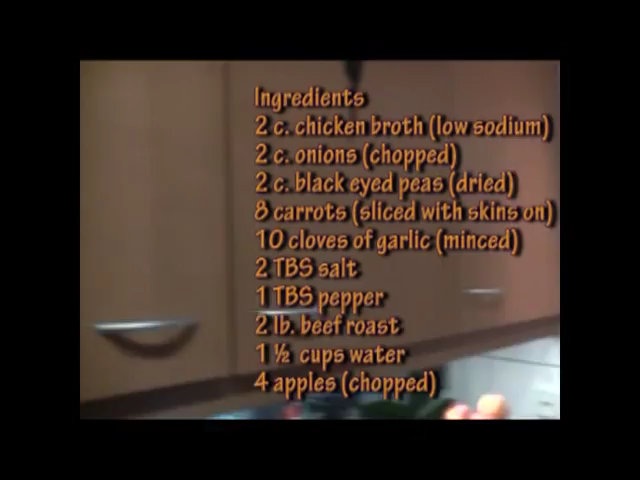 Ingredients
2 c. chicken broth (low sodium)
2 c. onions (chopped)
2 c. black eyed peas (dried)
8 carrots (sliced with skins on)
10 cloves of garlic (minced)
2 TBS salt
1 TBS pepper
2 lb. beef roast
1 ½ cups water
4 apples (chopped)